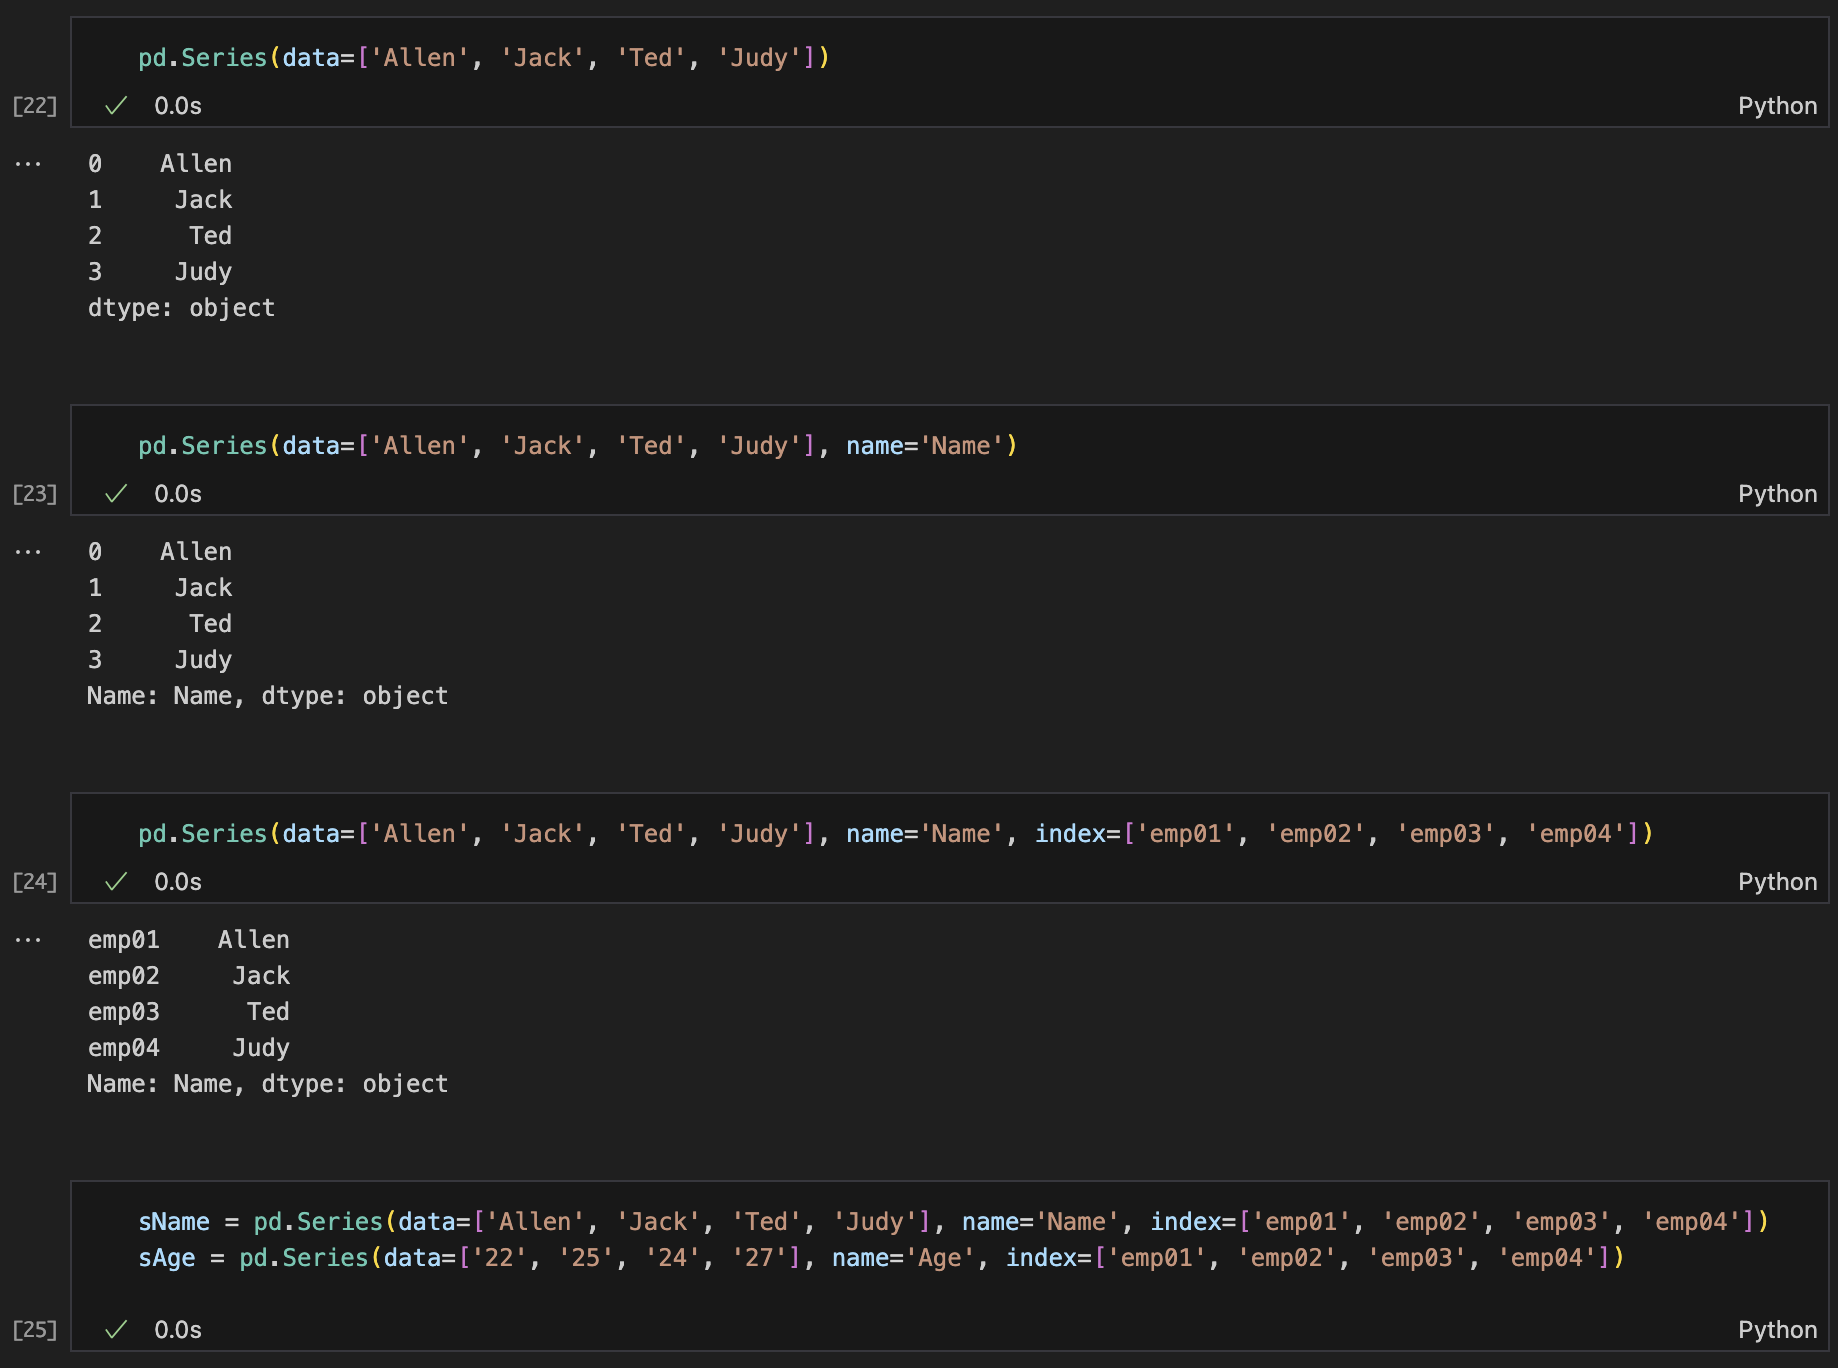 pd.Series(data=['Allen', 'Jack', 'Ted', 'Judy'])
[22] ✓ 0.0s Python
... 0    Allen
1     Jack
2      Ted
3     Judy
dtype: object
pd.Series(data=['Allen', 'Jack', 'Ted', 'Judy'], name='Name')
[23] ✓ 0.0s Python
... 0    Allen
1     Jack
2      Ted
3     Judy
Name: Name, dtype: object
pd.Series(data=['Allen', 'Jack', 'Ted', 'Judy'], name='Name', index=['emp01', 'emp02', 'emp03', 'emp04'])
[24] ✓ 0.0s Python
... emp01    Allen
emp02     Jack
emp03      Ted
emp04     Judy
Name: Name, dtype: object
sName = pd.Series(data=['Allen', 'Jack', 'Ted', 'Judy'], name='Name', index=['emp01', 'emp02', 'emp03', 'emp04'])
sAge = pd.Series(data=['22', '25', '24', '27'], name='Age', index=['emp01', 'emp02', 'emp03', 'emp04'])
[25] ✓ 0.0s Python